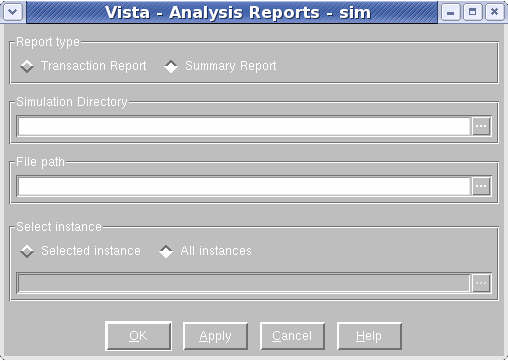 Vista - Analysis Reports - sim
Report type
Transaction Report Summary Report
Simulation Directory
...
File path
...
Select instance
Selected instance All instances
...
OK Apply Cancel Help